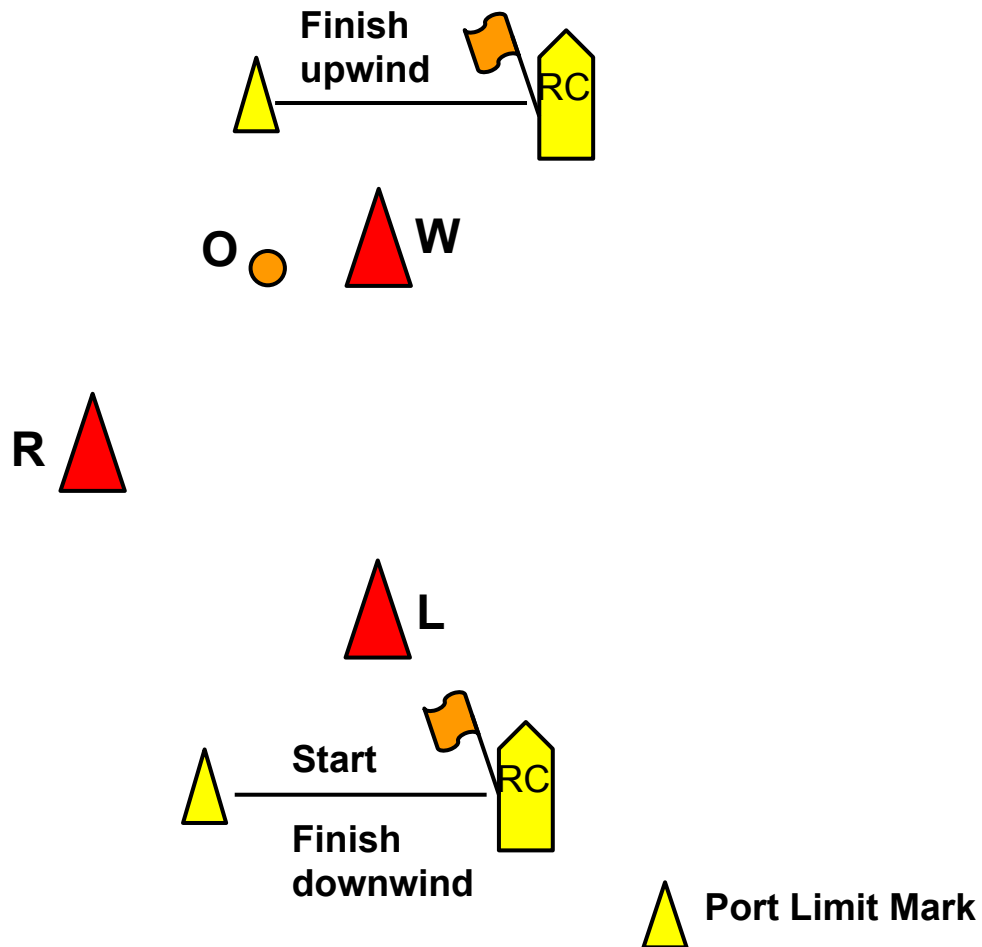 Finish
upwind
RC
O
W
R
L
Start
RC
Finish
downwind
Port Limit Mark